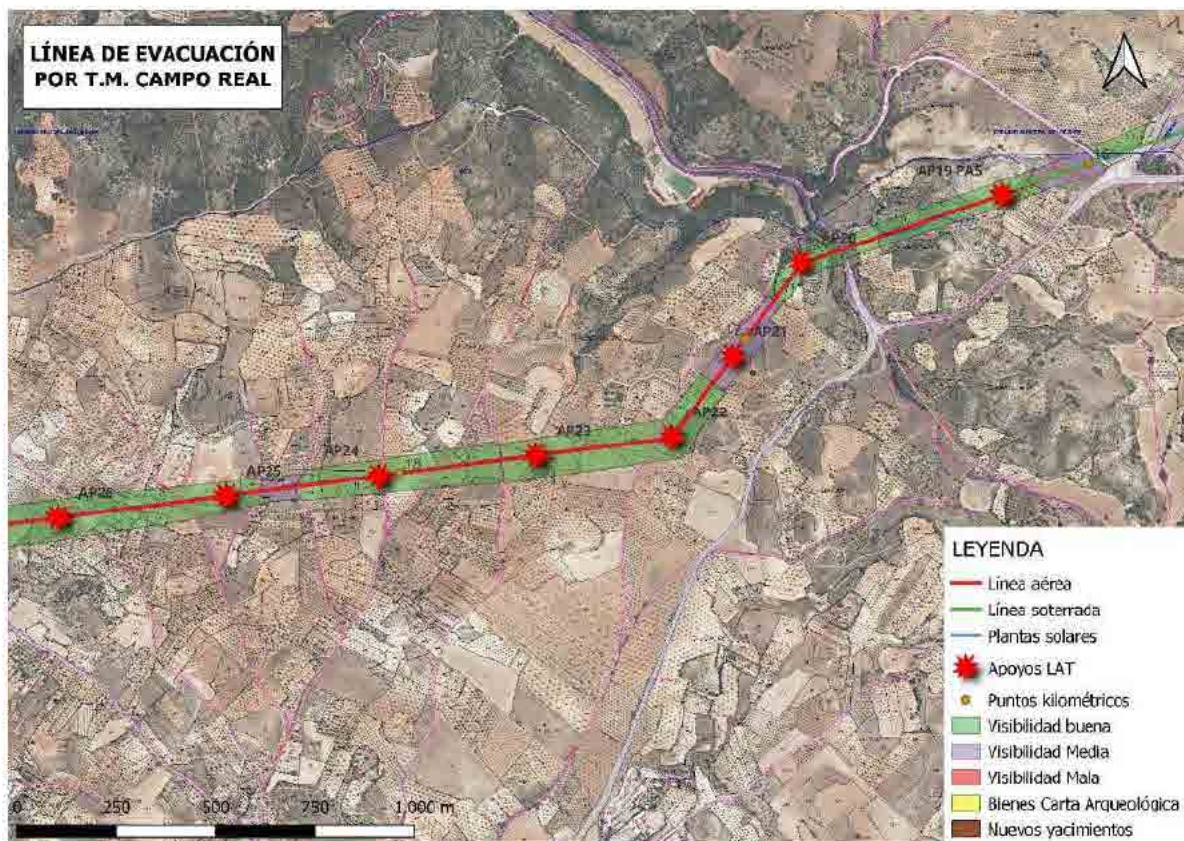 LÍNEA DE EVACUACIÓN
POR T.M. CAMPO REAL
AP19 PAS
AP21
AP22
AP23
AP24
AP25
AP26
LEYENDA
Línea aérea
Línea soterrada
Plantas solares
Apoyos LAT
Puntos kilométricos
Visibilidad buena
Visibilidad Media
Visibilidad Mala
Bienes Carta Arqueológica
Nuevos yacimientos
0 250 500 750 1.000 m